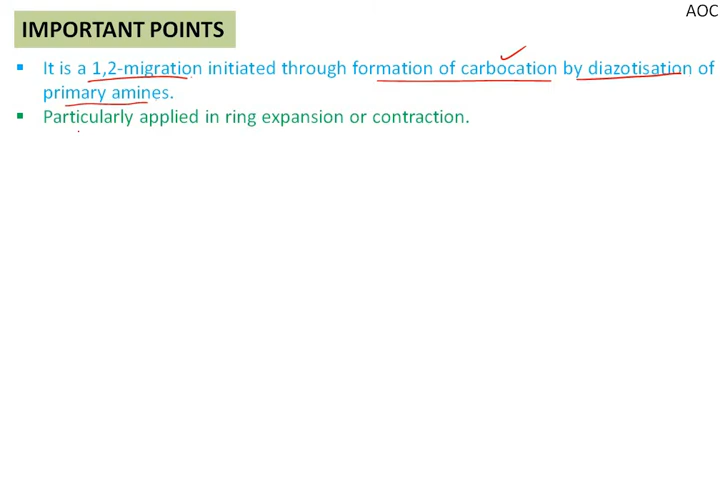 AOC
IMPORTANT POINTS
▪ It is a 1,2-migration initiated through formation of carbocation by diazotisation of
primary amines.
▪ Particularly applied in ring expansion or contraction.